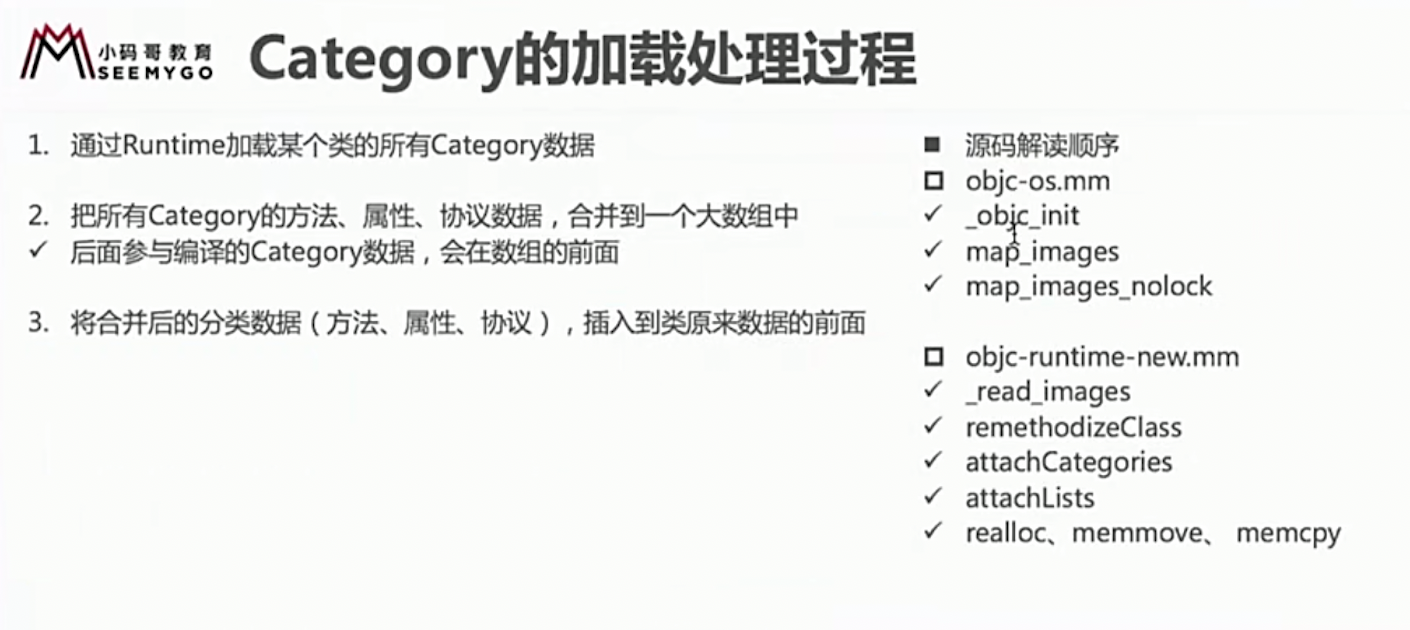 小码哥教育
SEEMYGO
Category的加载处理过程
1. 通过Runtime加载某个类的所有Category数据
2. 把所有Category的方法、属性、协议数据，合并到一个大数组中
✓ 后面参与编译的Category数据，会在数组的前面
3. 将合并后的分类数据（方法、属性、协议），插入到类原来数据的前面
■ 源码解读顺序
□ objc-os.mm
✓ _objc_init
✓ map_images
✓ map_images_nolock
□ objc-runtime-new.mm
✓ _read_images
✓ remethodizeClass
✓ attachCategories
✓ attachLists
✓ realloc、memmove、 memcpy